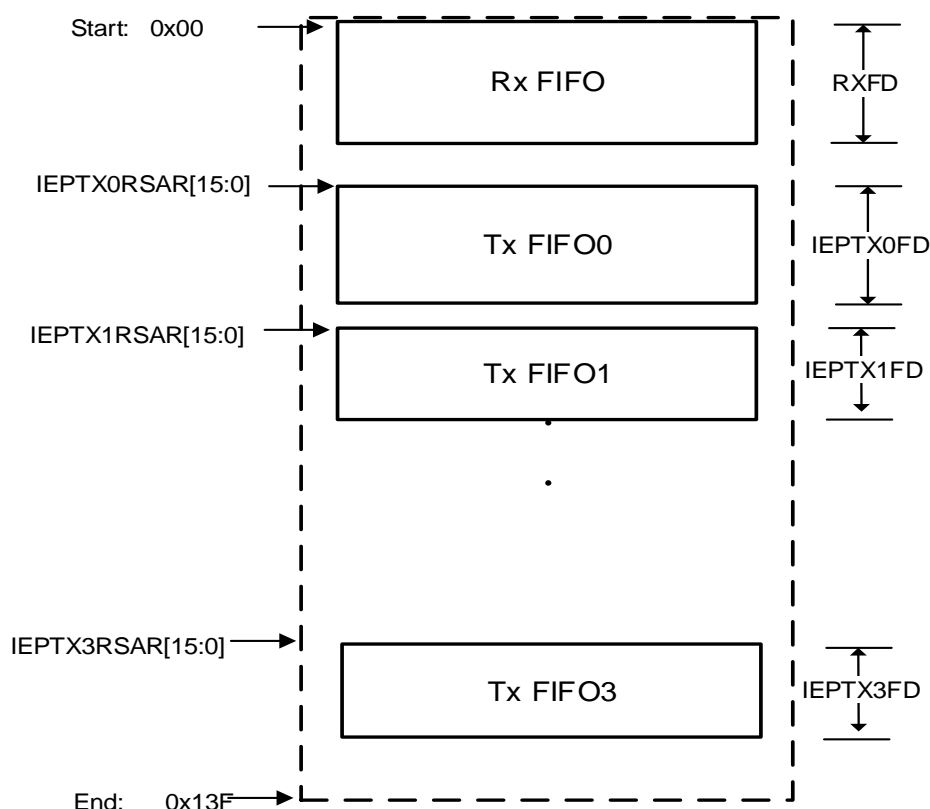 Start: 0x00
Rx FIFO
RXFD
IEPTX0RSAR[15:0]
Tx FIFO0
IEPTX0FD
IEPTX1RSAR[15:0]
Tx FIFO1
IEPTX1FD
IEPTX3RSAR[15:0]
Tx FIFO3
IEPTX3FD
End: 0x13F